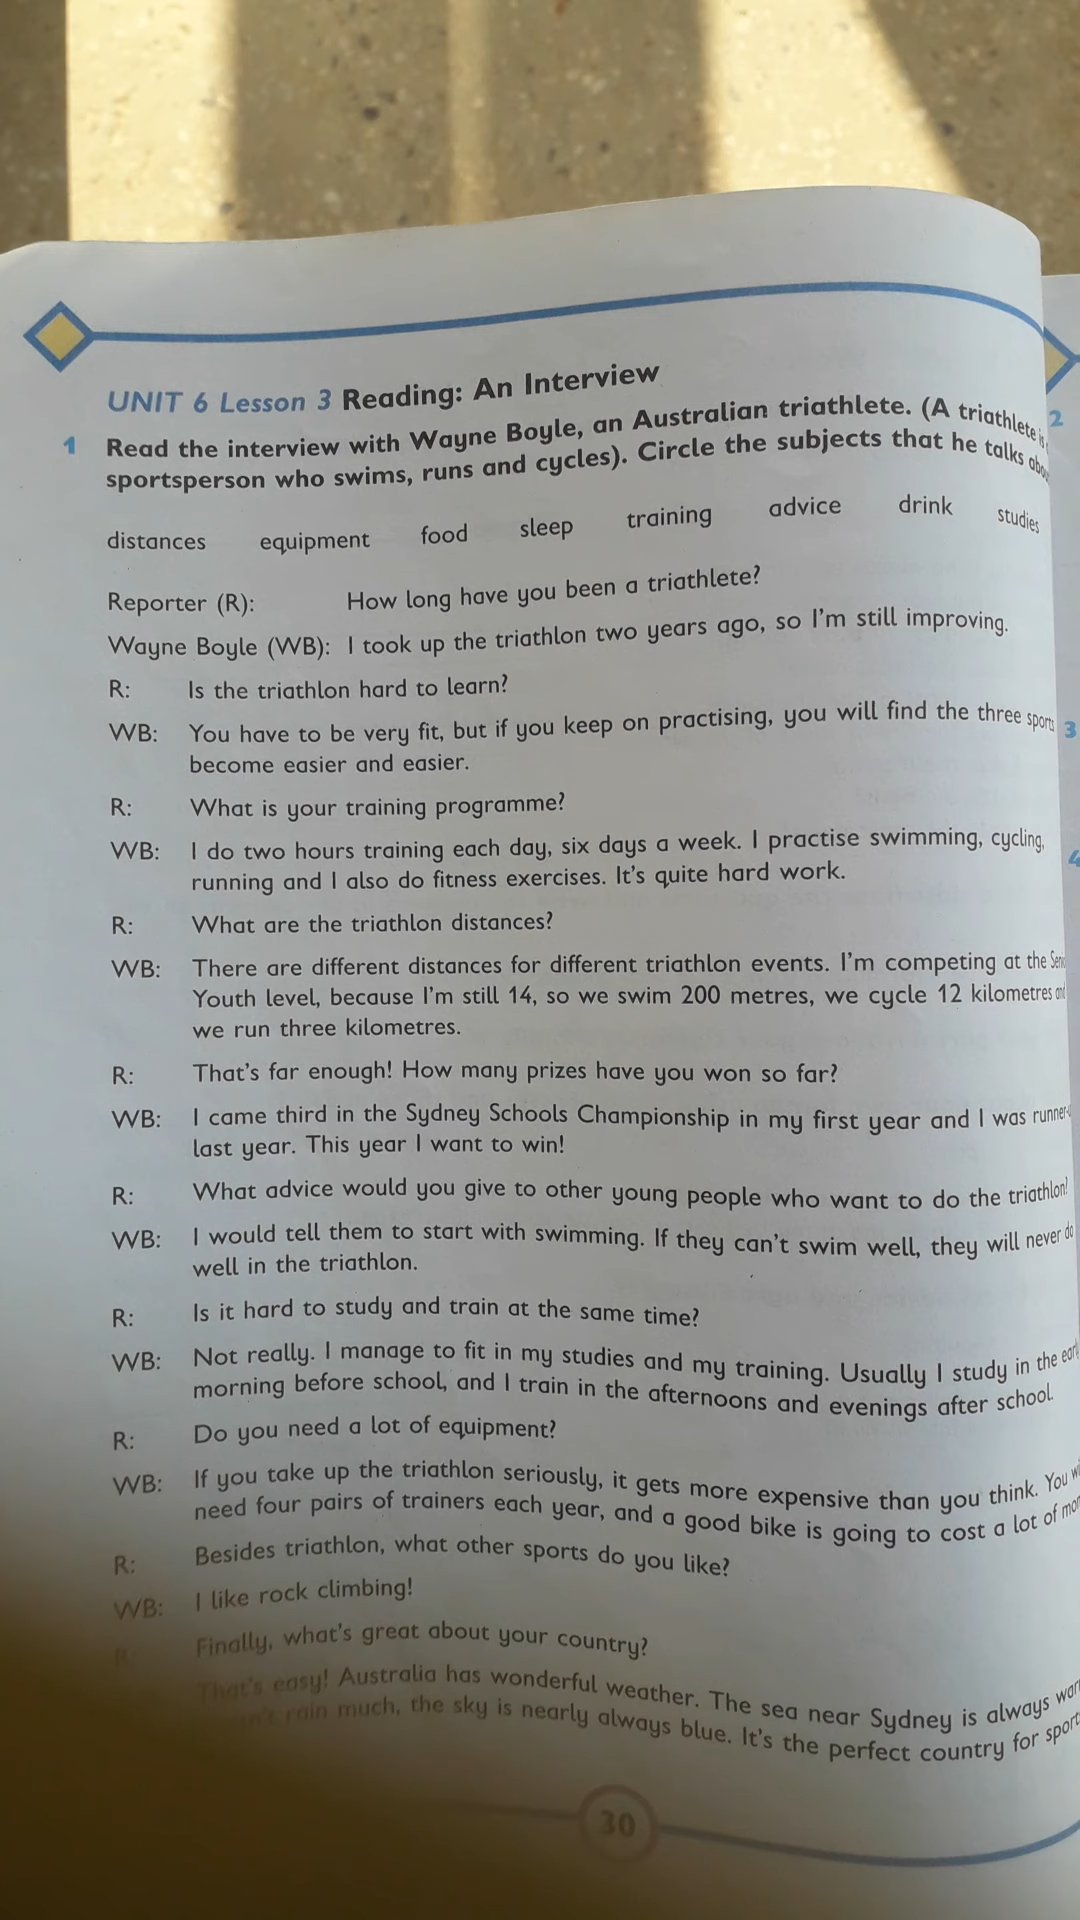 UNIT 6 Lesson 3 Reading: An Interview
1 Read the interview with Wayne Boyle, an Australian triathlete. (A triathlete is
sportsperson who swims, runs and cycles). Circle the subjects that he talks
distances equipment food sleep training advice drink studies
Reporter (R): How long have you been a triathlete?
Wayne Boyle (WB): I took up the triathlon two years ago, so I'm still improving.
R: Is the triathlon hard to learn?
WB: You have to be very fit, but if you keep on practising, you will find the three sports
become easier and easier.
R: What is your training programme?
WB: I do two hours training each day, six days a week. I practise swimming, cycling,
running and I also do fitness exercises. It's quite hard work.
R: What are the triathlon distances?
WB: There are different distances for different triathlon events. I'm competing at the
Youth level, because I'm still 14, so we swim 200 metres, we cycle 12 kilometres and
we run three kilometres.
R: That's far enough! How many prizes have you won so far?
WB: I came third in the Sydney Schools Championship in my first year and I was
last year. This year I want to win!
R: What advice would you give to other young people who want to do the triathlon?
WB: I would tell them to start with swimming. If they can't swim well, they will never do
well in the triathlon.
R: Is it hard to study and train at the same time?
WB: Not really. I manage to fit in my studies and my training. Usually I study in the
morning before school, and I train in the afternoons and evenings after school.
R: Do you need a lot of equipment?
WB: If you take up the triathlon seriously, it gets more expensive than you think. You
need four pairs of trainers each year, and a good bike is going to cost a lot of
R: Besides triathlon, what other sports do you like?
WB: I like rock climbing!
R: Finally, what's great about your country?
That's easy! Australia has wonderful weather. The sea near Sydney is always
rain much, the sky is nearly always blue. It's the perfect country for
30
2
3
4